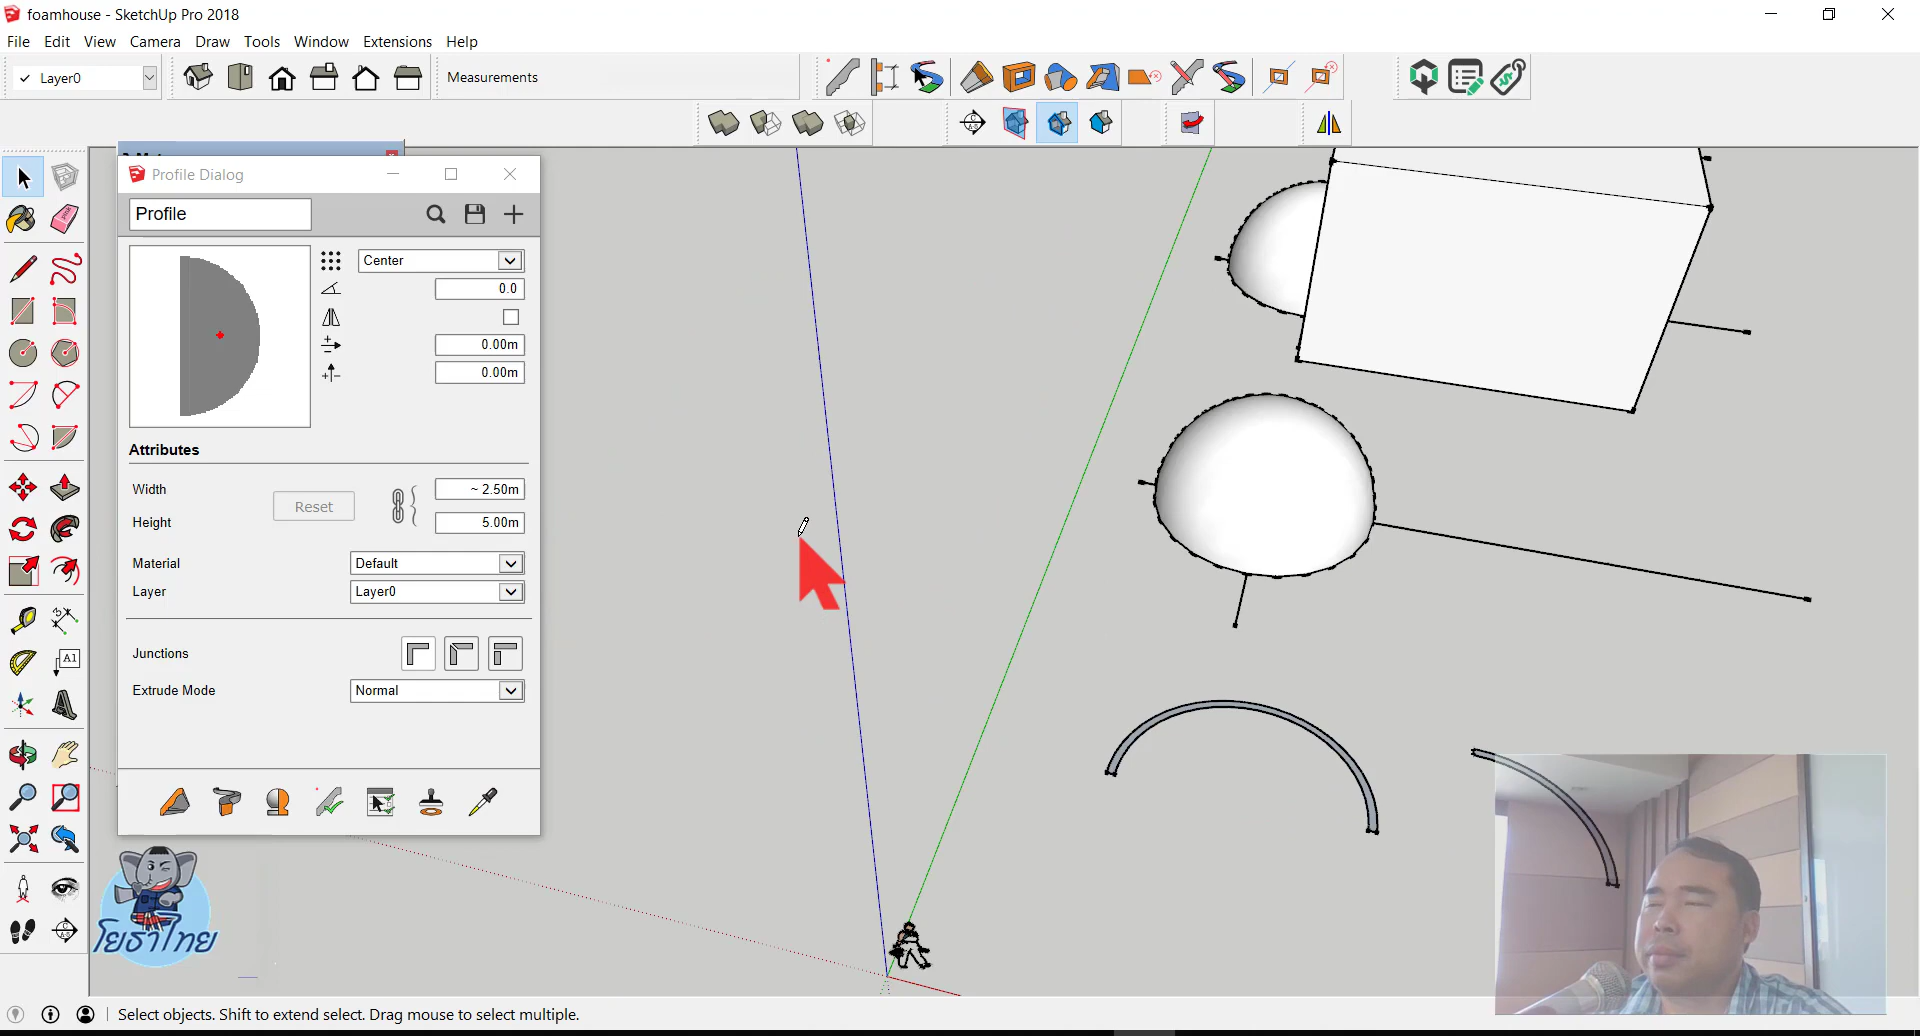 foamhouse - SketchUp Pro 2018
File Edit View Camera Draw Tools Window Extensions Help
Layer0
Measurements
Profile Dialog
Profile
Center
0.0
0.00m
0.00m
Attributes
Width
~ 2.50m
Reset
Height
5.00m
Material
Default
Layer
Layer0
Junctions
Extrude Mode
Normal
A1
โยธาไทย
Select objects. Shift to extend select. Drag mouse to select multiple.